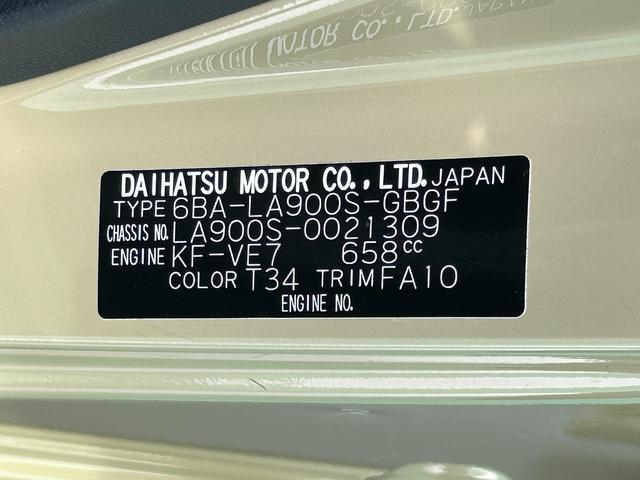 DAIHATSU MOTOR CO.,LTD. JAPAN
TYPE 6BA-LA900S-GBGF
CHASSIS NO. LA900S-0021309
ENGINE KF-VE7 658cc
COLOR T34 TRIM FA10
ENGINE NO.